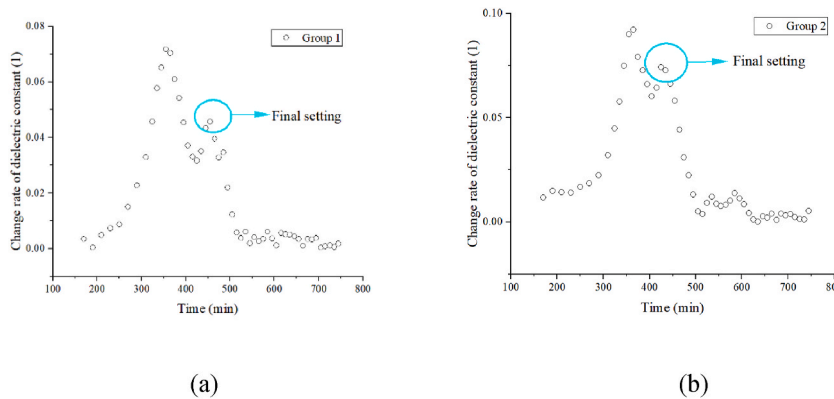 0.08
0.06
0.04
0.02
0.00
100 200 300 400 500 600 700 800
Change rate of dielectric constant (1)
Time (min)
Group 1
Final setting
(a)
0.10
0.05
0.00
100 200 300 400 500 600 700 800
Change rate of dielectric constant (1)
Time (min)
Group 2
Final setting
(b)